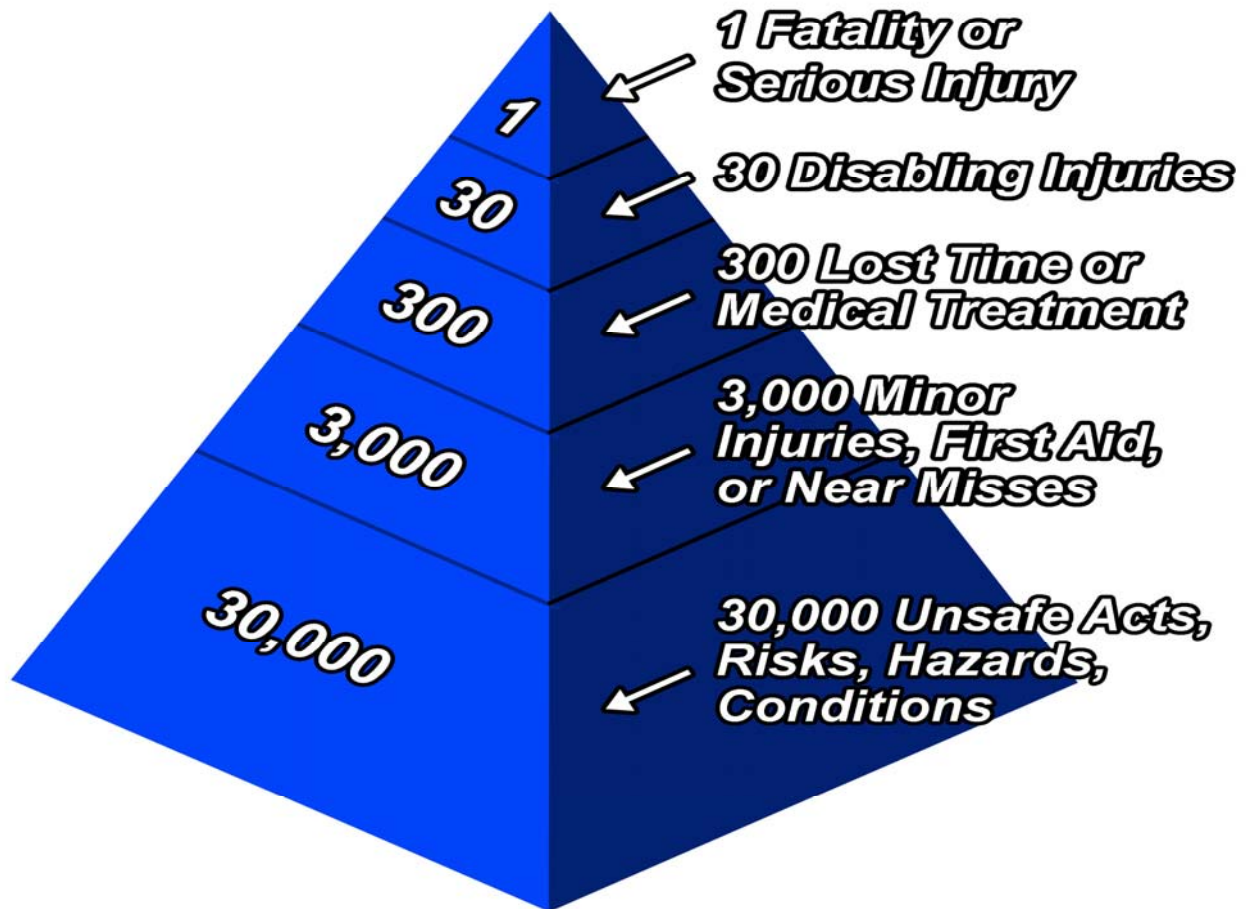 1
1 Fatality or
Serious Injury
30
30 Disabling Injuries
300
300 Lost Time or
Medical Treatment
3,000
3,000 Minor
Injuries, First Aid,
or Near Misses
30,000
30,000 Unsafe Acts,
Risks, Hazards,
Conditions